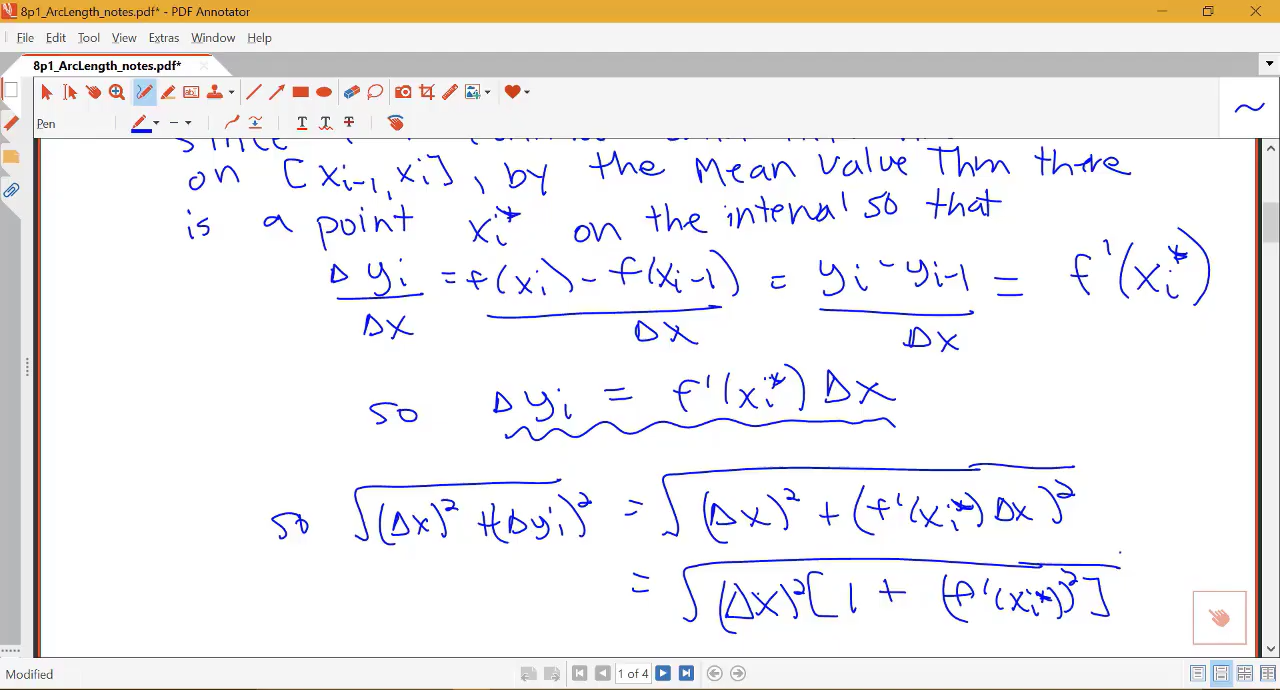 8p1_ArcLength_notes.pdf* - PDF Annotator
File Edit Tool View Extras Window Help
8p1_ArcLength_notes.pdf*
Pen
since
on [xi-1, xi], by the Mean Value Thm there
is a point xi* on the interval so that
Δyi/Δx = f(xi) - f(xi-1)/Δx = yi - yi-1/Δx = f'(xi*)
so Δyi = f'(xi*) Δx
so √(Δx)² + (Δyi)² = √(Δx)² + (f'(xi*) Δx)²
= √(Δx)² [1 + (f'(xi*))²]
Modified
1 of 4